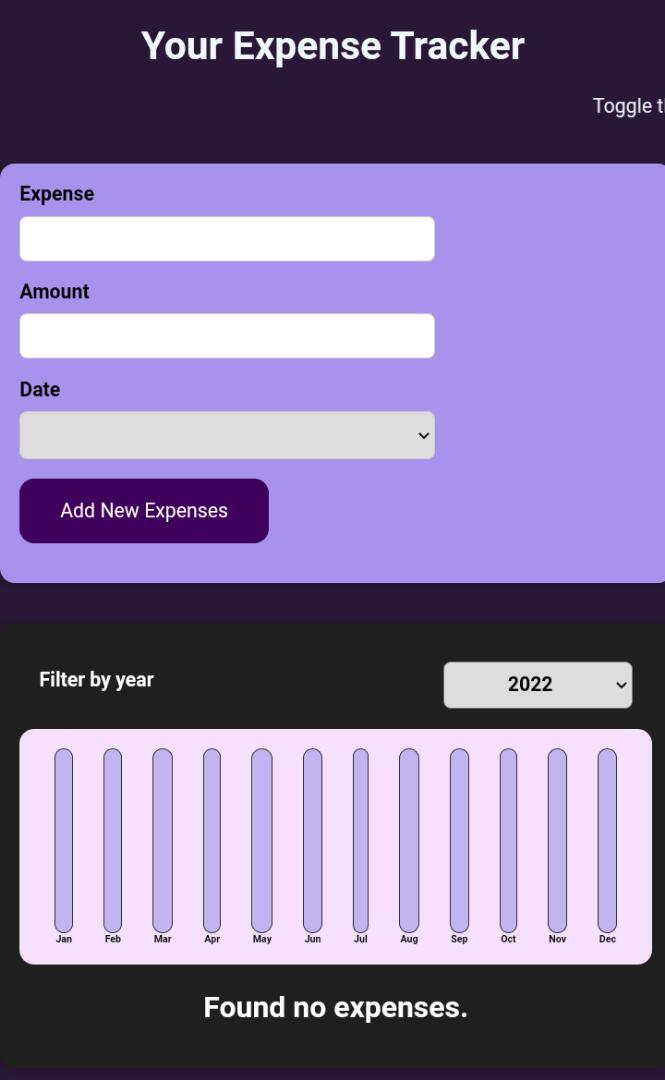 Your Expense Tracker
Toggle
Expense
Amount
Date
Add New Expenses
Filter by year
2022
Jan Feb Mar Apr May Jun Jul Aug Sep Oct Nov Dec
Found no expenses.